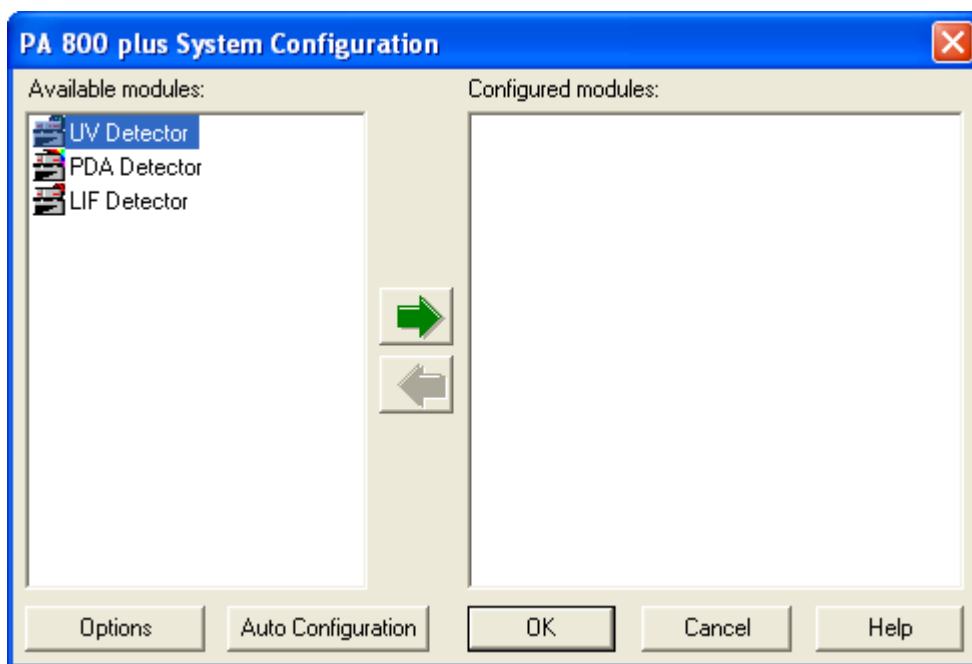 PA 800 plus System Configuration
Available modules:
Configured modules:
UV Detector
PDA Detector
LIF Detector
Options
Auto Configuration
OK
Cancel
Help